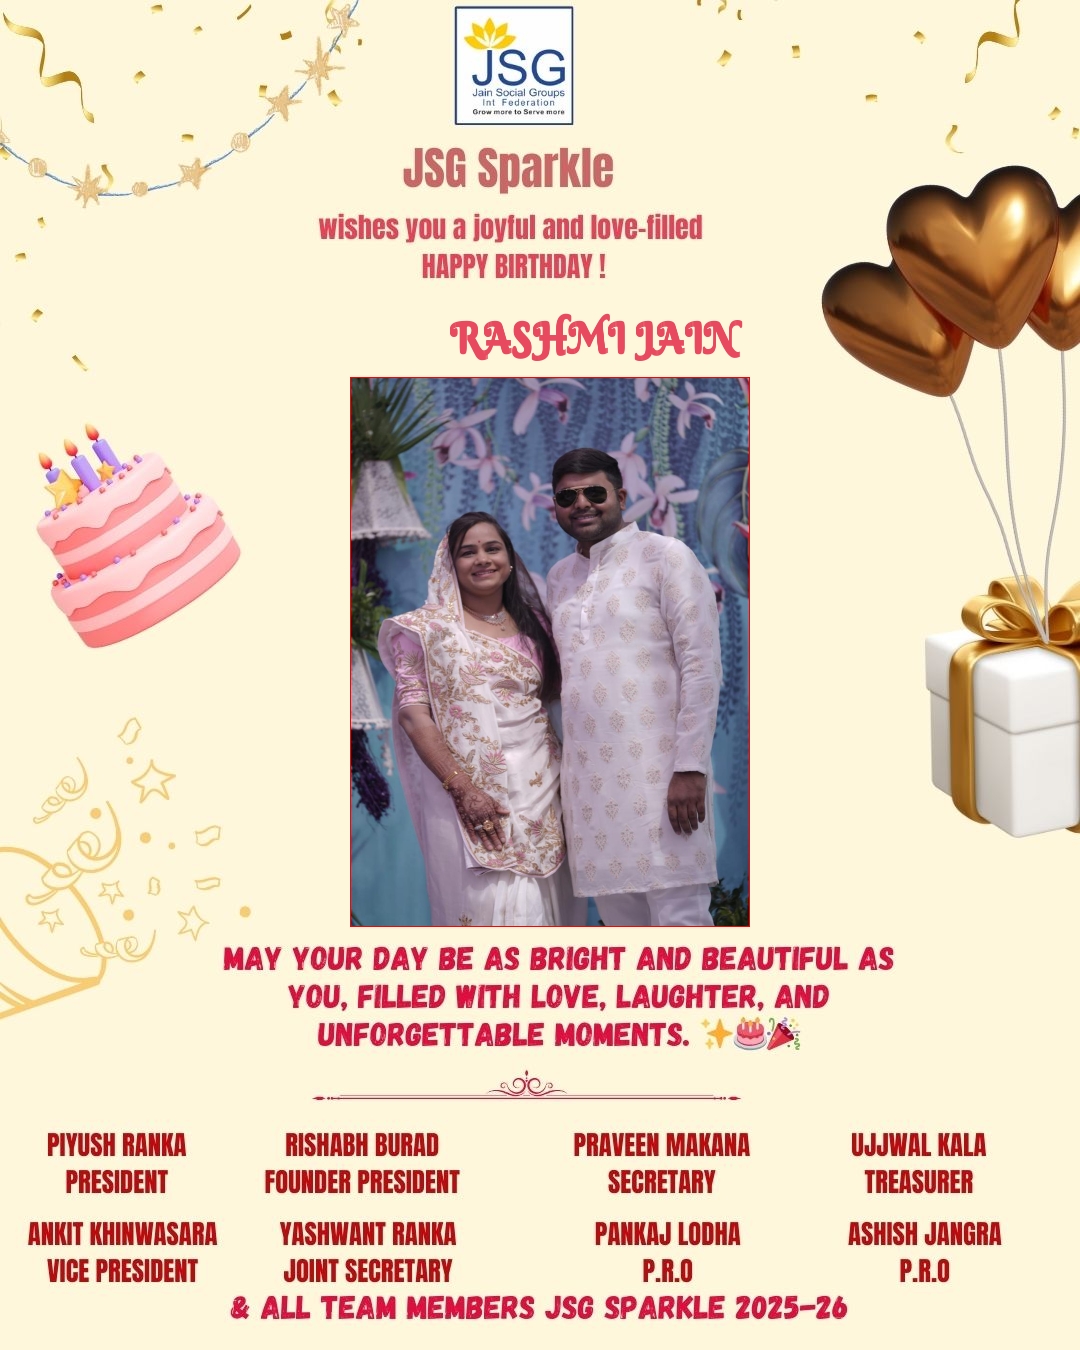 JSG
Jain Social Groups
Int Federation
Grow more to Serve more
JSG Sparkle
wishes you a joyful and love-filled
HAPPY BIRTHDAY !
RASHMI JAIN
MAY YOUR DAY BE AS BRIGHT AND BEAUTIFUL AS
YOU, FILLED WITH LOVE, LAUGHTER, AND
UNFORGETTABLE MOMENTS. ✨🎂🎉
PIYUSH RANKA
PRESIDENT
RISHABH BURAD
FOUNDER PRESIDENT
PRAVEEN MAKANA
SECRETARY
UJJWAL KALA
TREASURER
ANKIT KHINWASARA
VICE PRESIDENT
YASHWANT RANKA
JOINT SECRETARY
PANKAJ LODHA
P.R.O
ASHISH JANGRA
P.R.O
& ALL TEAM MEMBERS JSG SPARKLE 2025-26